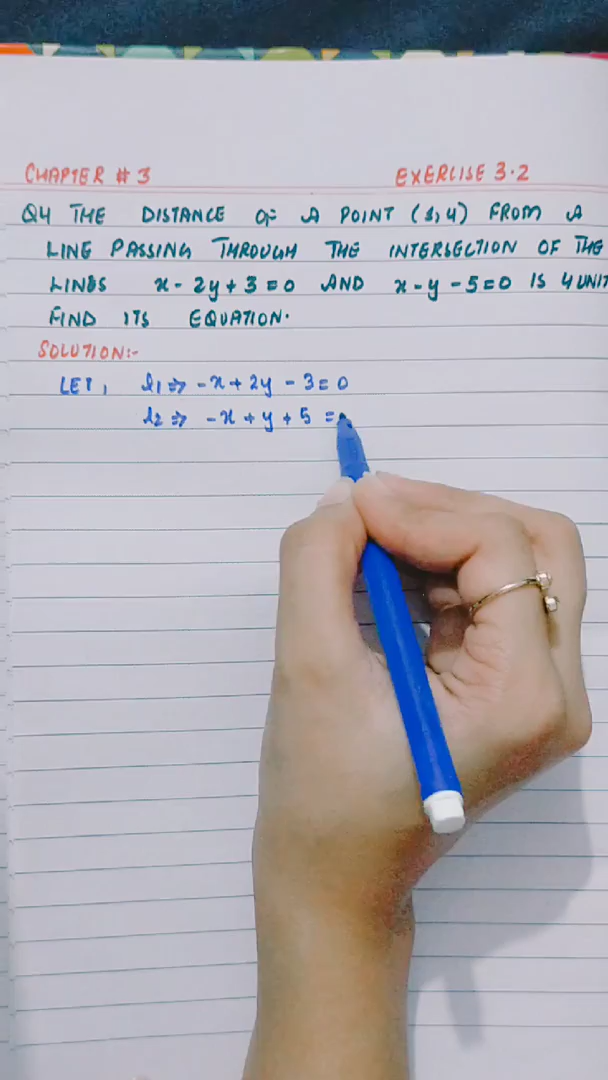 CHAPTER # 3 EXERCISE 3.2
Q4 THE DISTANCE OF A POINT (3,4) FROM A
LINE PASSING THROUGH THE INTERSECTION OF THE
LINES x - 2y + 3 = 0 AND x - y - 5 = 0 IS 4 UNIT
FIND ITS EQUATION.
SOLUTION:-
LET, l1 ⇒ -x + 2y - 3 = 0
l2 ⇒ -x + y + 5 =